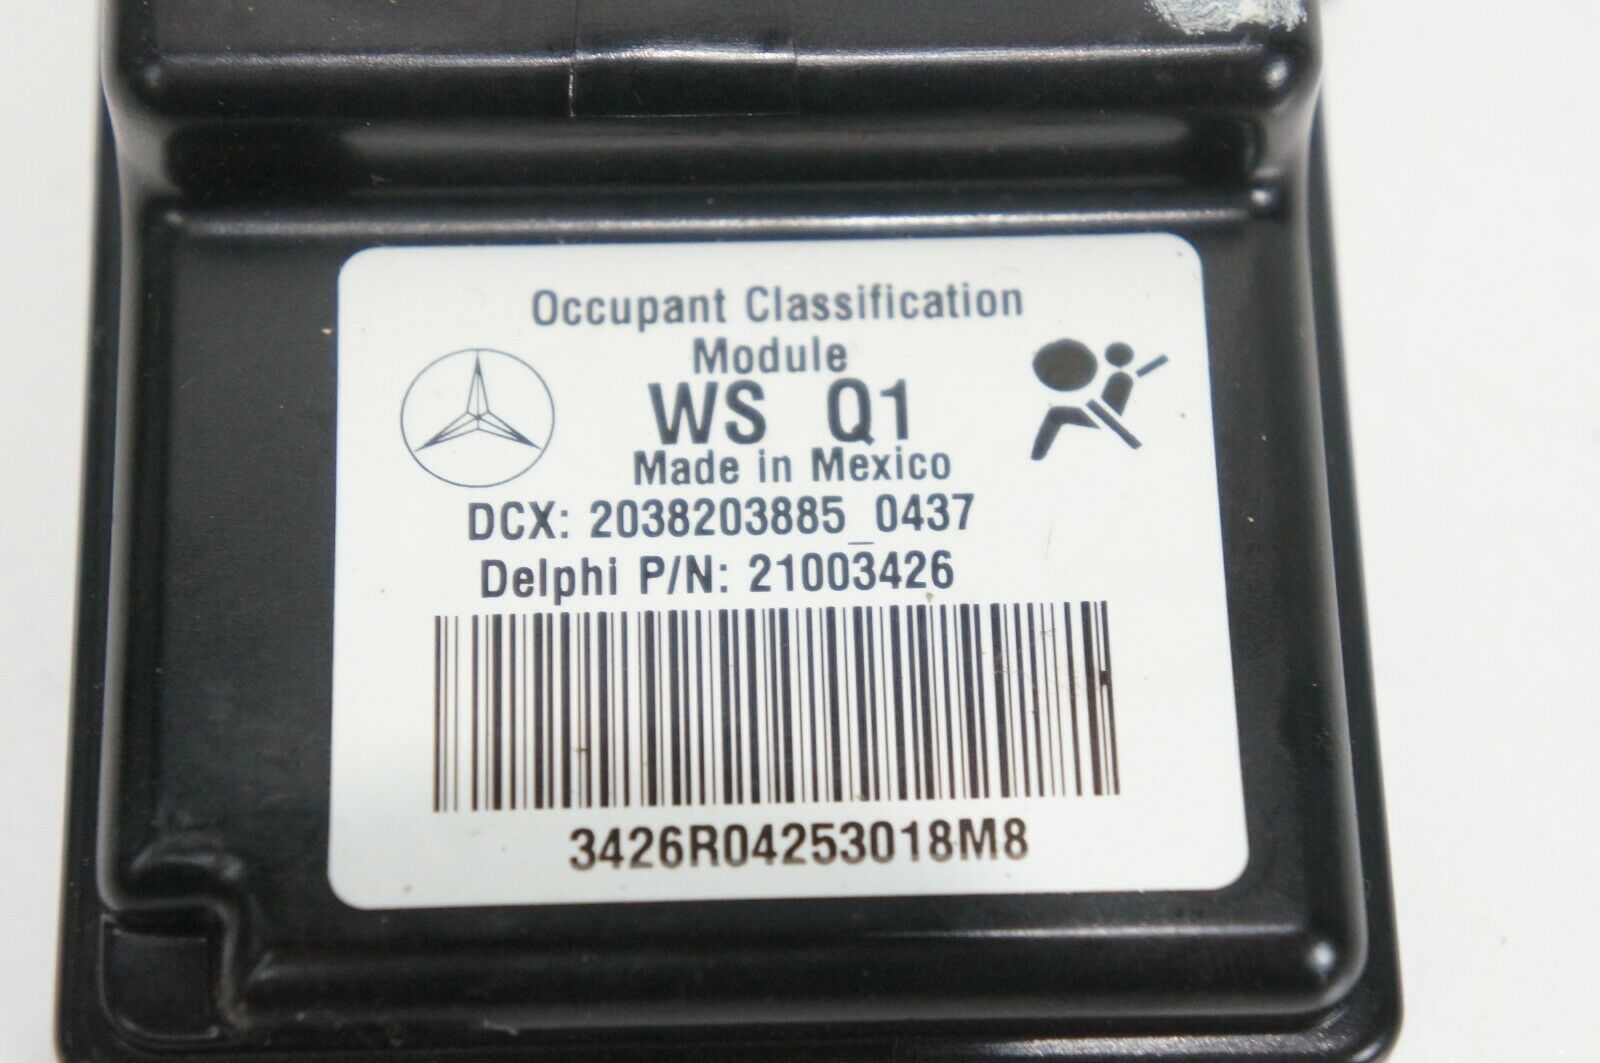 Occupant Classification
Module
WS Q1
Made in Mexico
DCX: 2038203885_0437
Delphi P/N: 21003426
3426R04253018M8